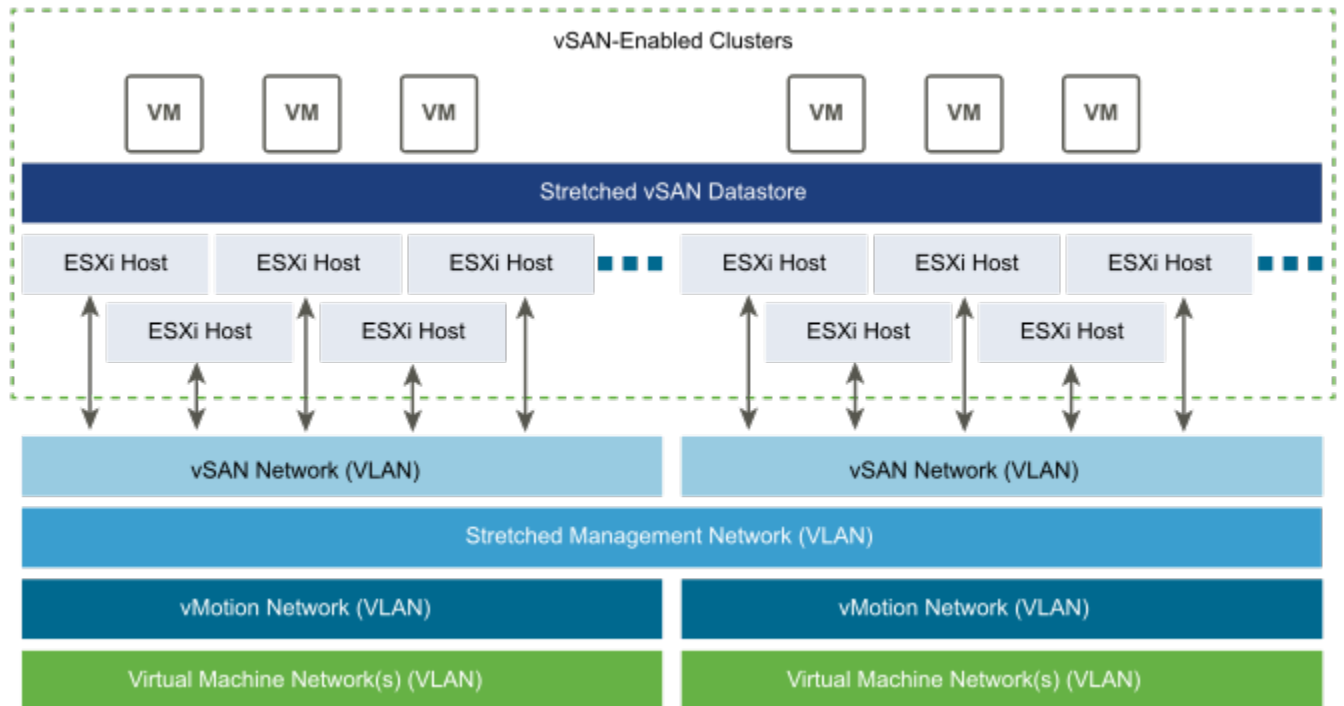 vSAN-Enabled Clusters
VM VM VM VM VM VM
Stretched vSAN Datastore
ESXi Host ESXi Host ESXi Host ESXi Host ESXi Host ESXi Host
ESXi Host ESXi Host ESXi Host ESXi Host
vSAN Network (VLAN) vSAN Network (VLAN)
Stretched Management Network (VLAN)
vMotion Network (VLAN) vMotion Network (VLAN)
Virtual Machine Network(s) (VLAN) Virtual Machine Network(s) (VLAN)